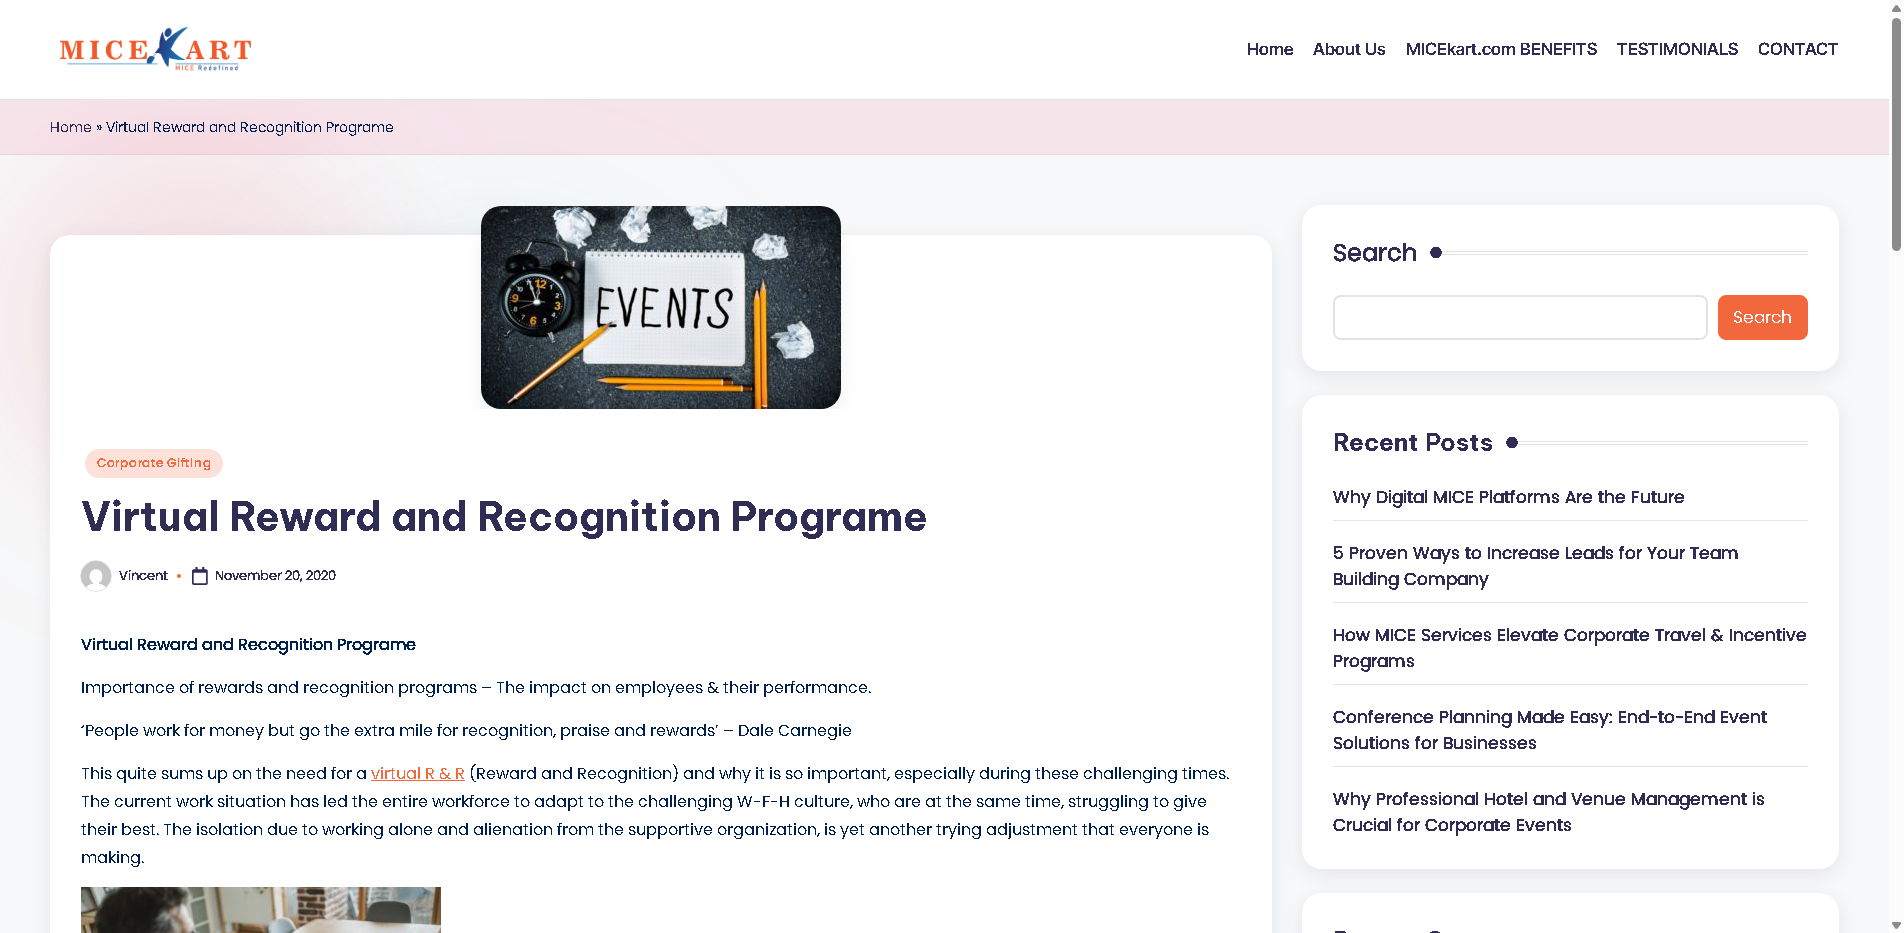 MICEKART
MICE Redefined
Home About Us MICEkart.com BENEFITS TESTIMONIALS CONTACT
Home » Virtual Reward and Recognition Programe
EVENTS
12
9
6
Corporate Gifting
Virtual Reward and Recognition Programe
Vincent • November 20, 2020
Virtual Reward and Recognition Programe
Importance of rewards and recognition programs – The impact on employees & their performance.
‘People work for money but go the extra mile for recognition, praise and rewards’ – Dale Carnegie
This quite sums up on the need for a virtual R & R (Reward and Recognition) and why it is so important, especially during these challenging times.
The current work situation has led the entire workforce to adapt to the challenging W-F-H culture, who are at the same time, struggling to give
their best. The isolation due to working alone and alienation from the supportive organization, is yet another trying adjustment that everyone is
making.
Search
Search
Recent Posts
Why Digital MICE Platforms Are the Future
5 Proven Ways to Increase Leads for Your Team
Building Company
How MICE Services Elevate Corporate Travel & Incentive
Programs
Conference Planning Made Easy: End-to-End Event
Solutions for Businesses
Why Professional Hotel and Venue Management is
Crucial for Corporate Events